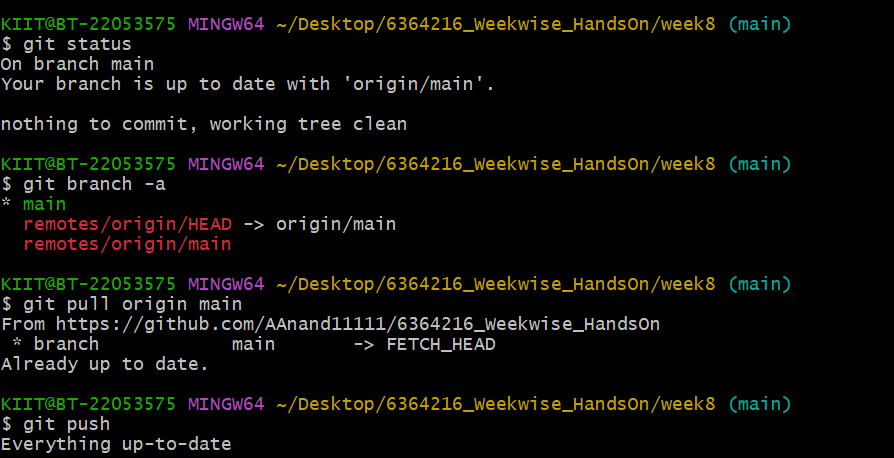 KIIT@BT-22053575 MINGW64 ~/Desktop/6364216_Weekwise_HandsOn/week8 (main)
$ git status
On branch main
Your branch is up to date with 'origin/main'.
nothing to commit, working tree clean
KIIT@BT-22053575 MINGW64 ~/Desktop/6364216_Weekwise_HandsOn/week8 (main)
$ git branch -a
* main
remotes/origin/HEAD -> origin/main
remotes/origin/main
KIIT@BT-22053575 MINGW64 ~/Desktop/6364216_Weekwise_HandsOn/week8 (main)
$ git pull origin main
From https://github.com/AAnand11111/6364216_Weekwise_HandsOn
* branch            main       -> FETCH_HEAD
Already up to date.
KIIT@BT-22053575 MINGW64 ~/Desktop/6364216_Weekwise_HandsOn/week8 (main)
$ git push
Everything up-to-date